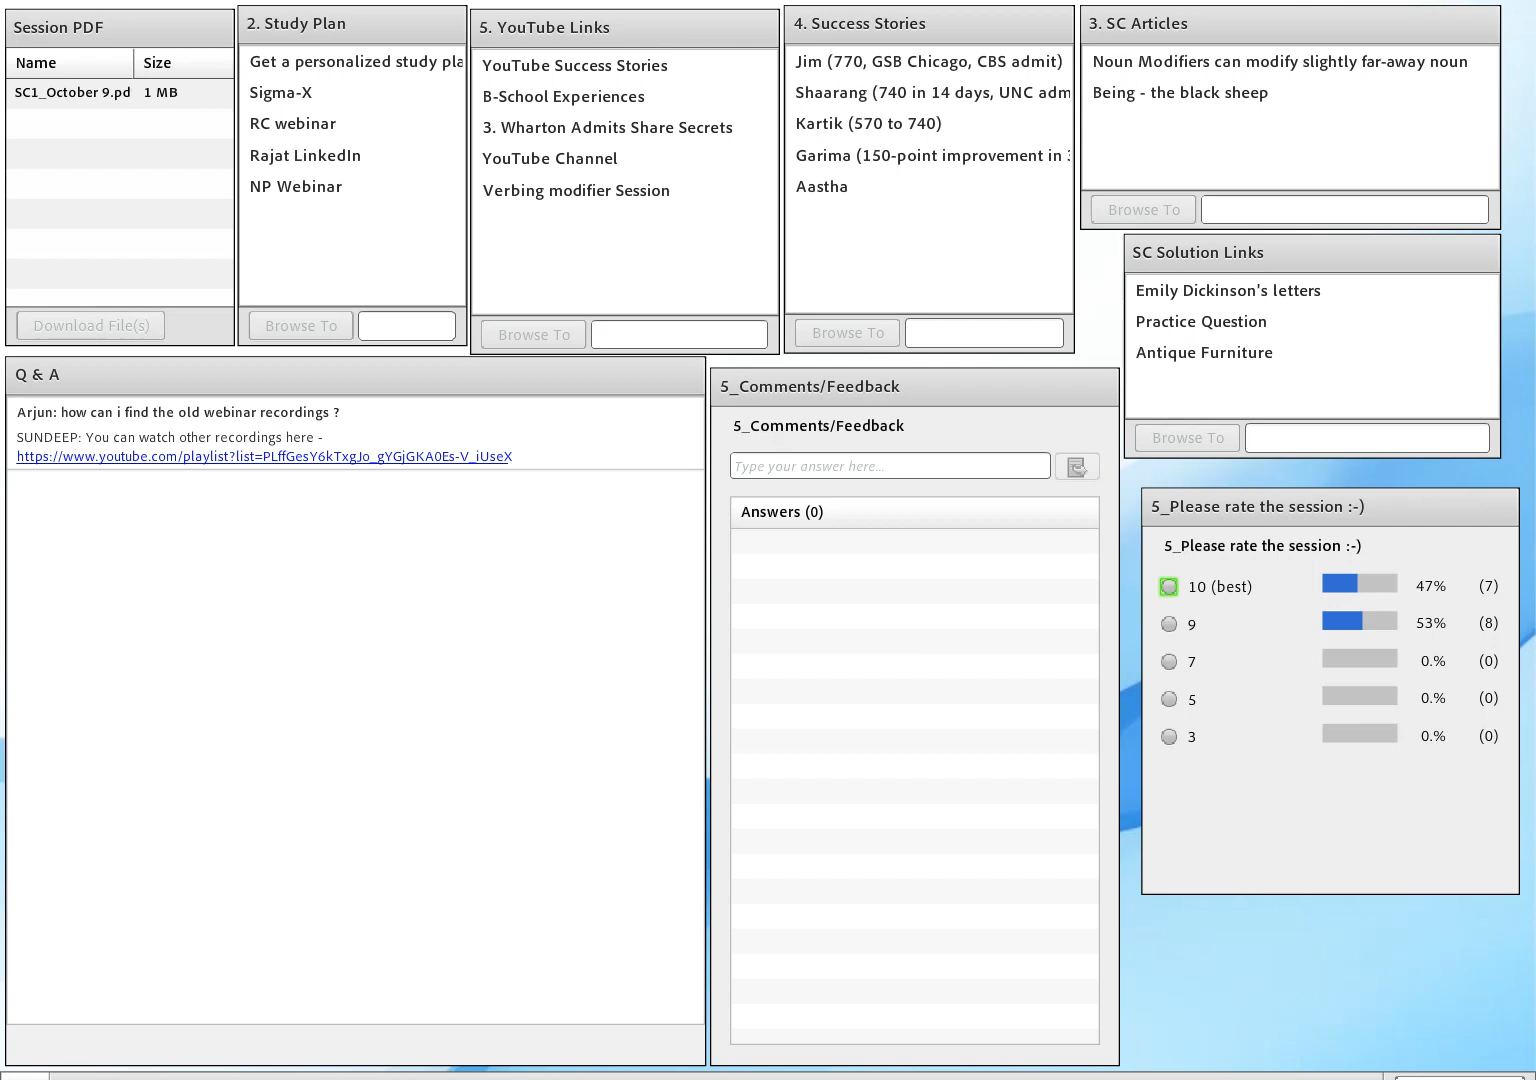 Session PDF
Name Size
SC1_October 9.pd 1 MB
Download File(s)
2. Study Plan
Get a personalized study pla
Sigma-X
RC webinar
Rajat LinkedIn
NP Webinar
Browse To
5. YouTube Links
YouTube Success Stories
B-School Experiences
3. Wharton Admits Share Secrets
YouTube Channel
Verbing modifier Session
Browse To
4. Success Stories
Jim (770, GSB Chicago, CBS admit)
Shaarang (740 in 14 days, UNC adm
Kartik (570 to 740)
Garima (150-point improvement in 3
Aastha
Browse To
3. SC Articles
Noun Modifiers can modify slightly far-away noun
Being - the black sheep
Browse To
SC Solution Links
Emily Dickinson's letters
Practice Question
Antique Furniture
Browse To
Q & A
Arjun: how can i find the old webinar recordings ?
SUNDEEP: You can watch other recordings here -
https://www.youtube.com/playlist?list=PLffGesY6kTxgJo_gYGjGKA0Es-V_iUseX
5_Comments/Feedback
5_Comments/Feedback
Type your answer here...
Answers (0)
5_Please rate the session :-)
5_Please rate the session :-)
10 (best) 47% (7)
9 53% (8)
7 0.% (0)
5 0.% (0)
3 0.% (0)